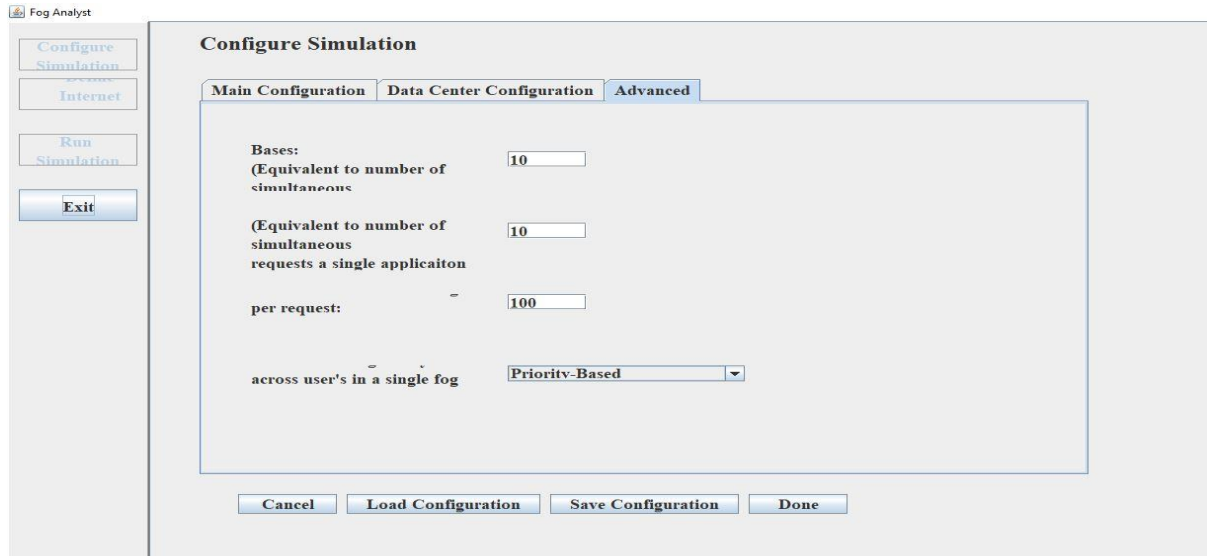 Fog Analyst
Configure
Simulation
Internet
Run
Simulation
Exit
Configure Simulation
Main Configuration
Data Center Configuration
Advanced
Bases:
(Equivalent to number of
simultaneous
10
(Equivalent to number of
simultaneous
requests a single applicaiton
10
per request:
100
across user's in a single fog
Priority-Based
Cancel
Load Configuration
Save Configuration
Done